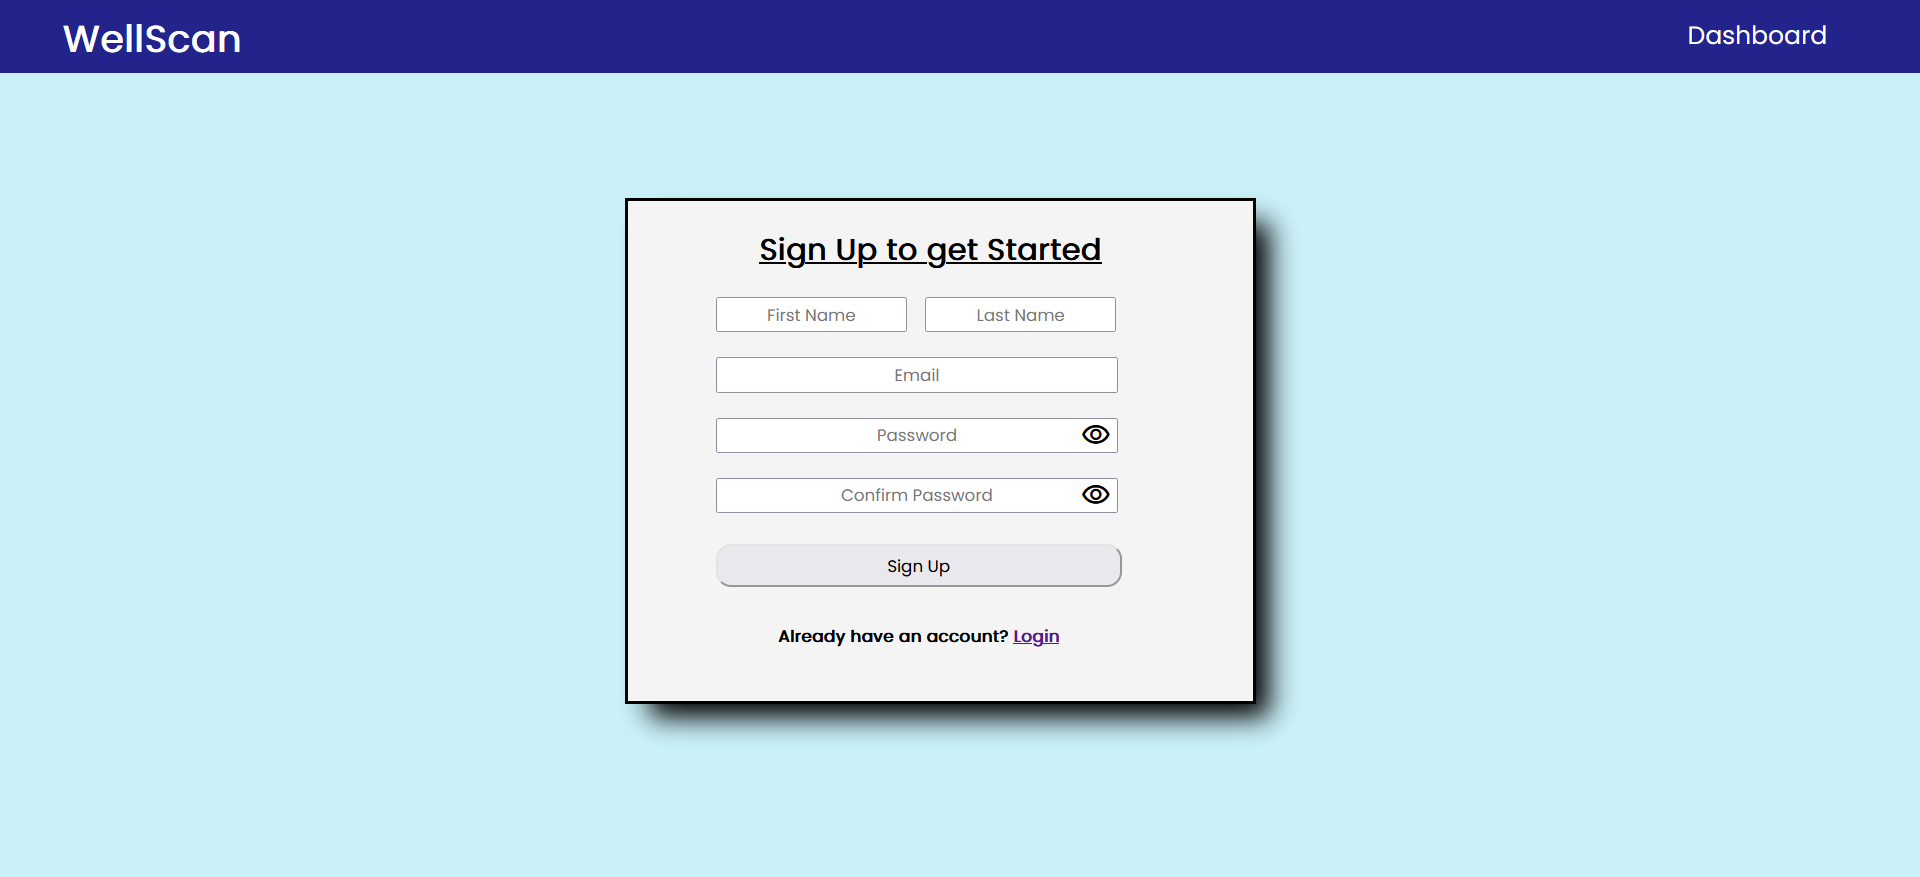 WellScan
Dashboard
Sign Up to get Started
First Name
Last Name
Email
Password
Confirm Password
Sign Up
Already have an account? Login